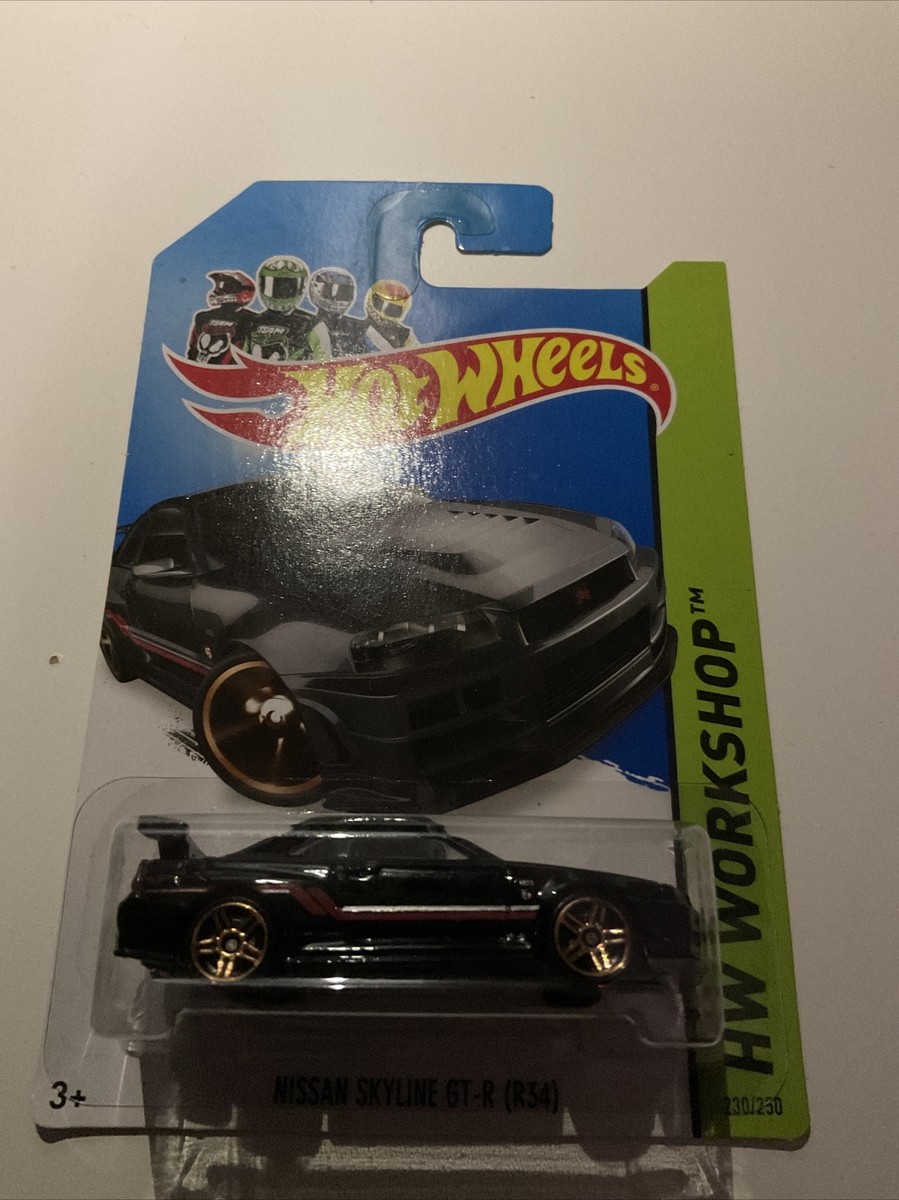 HOT WHEELS®
HW WORKSHOP™
3+
NISSAN SKYLINE GT-R (R34)
230/250